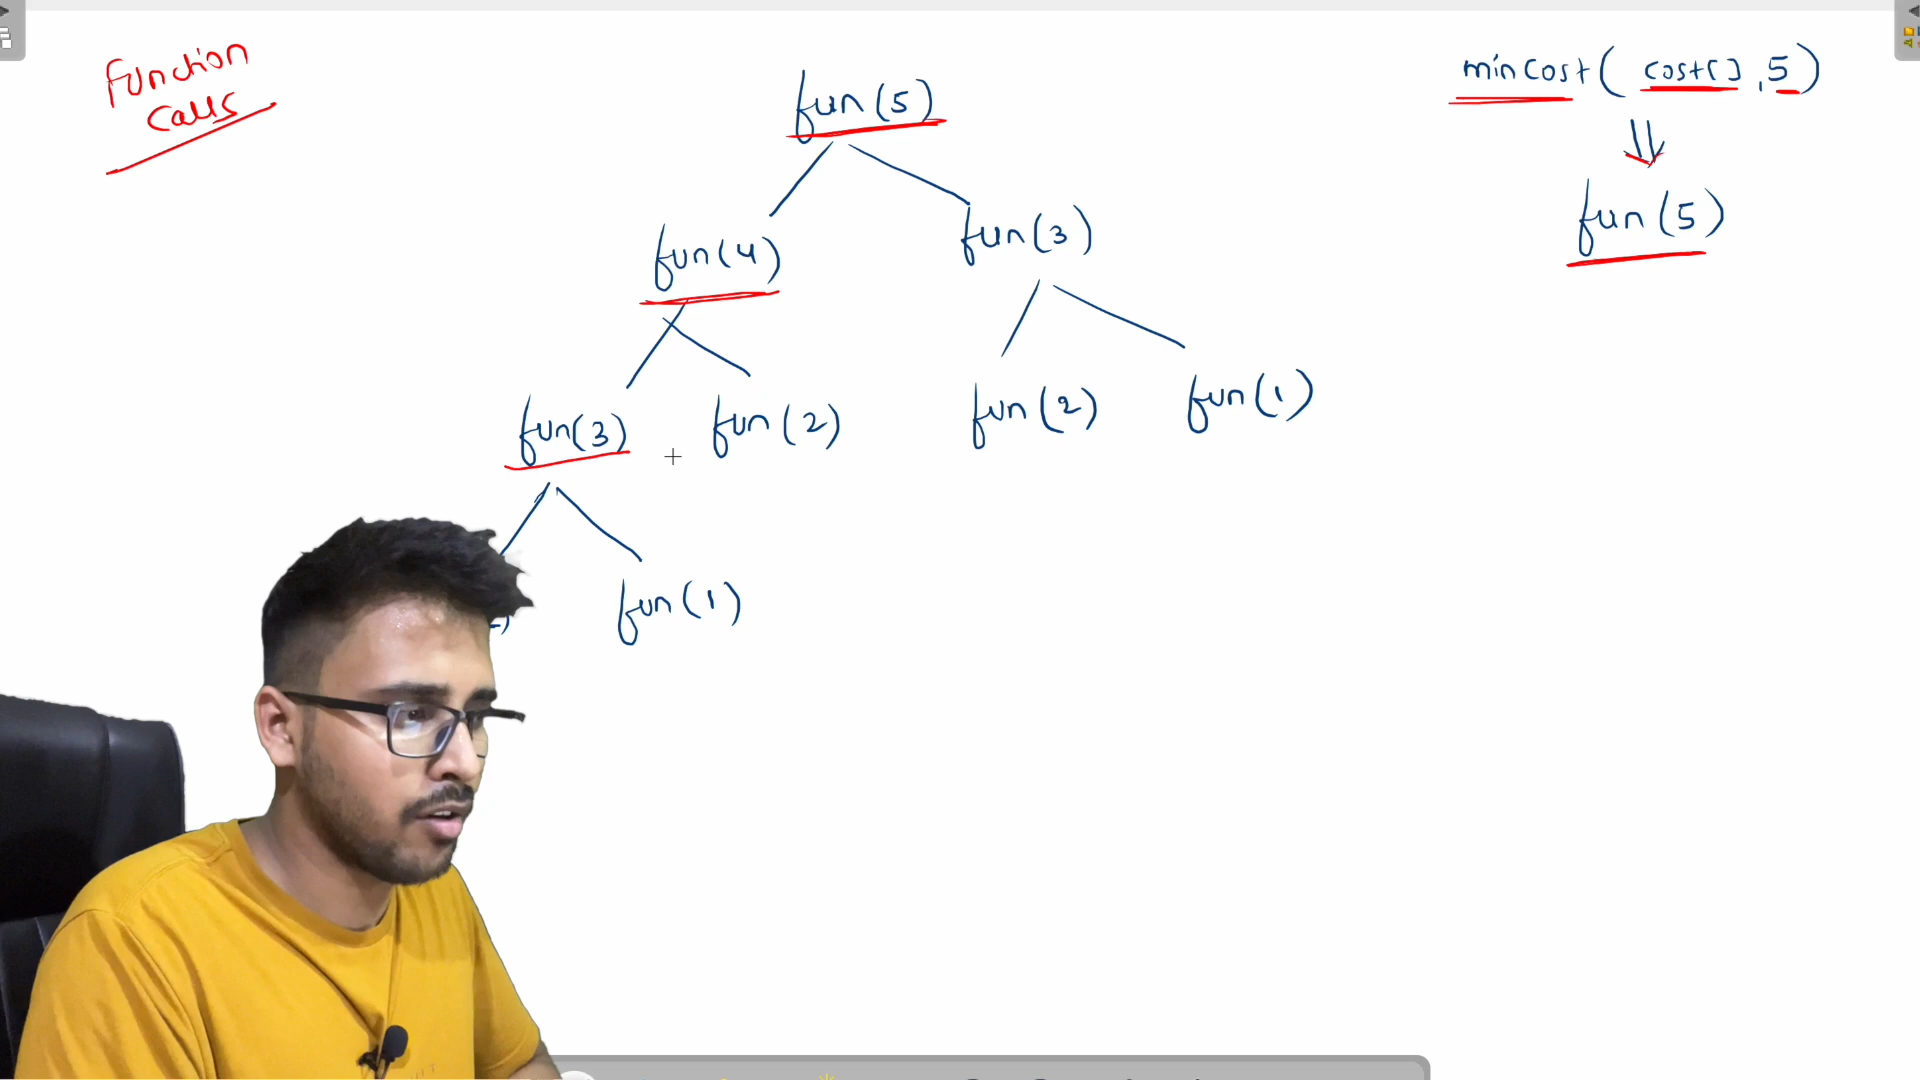 Function
Calls
fun(5)
minCost( cost[] ,5)
fun(5)
fun(4)
fun(3)
fun(3)
fun(2)
fun(2)
fun(1)
fun(1)